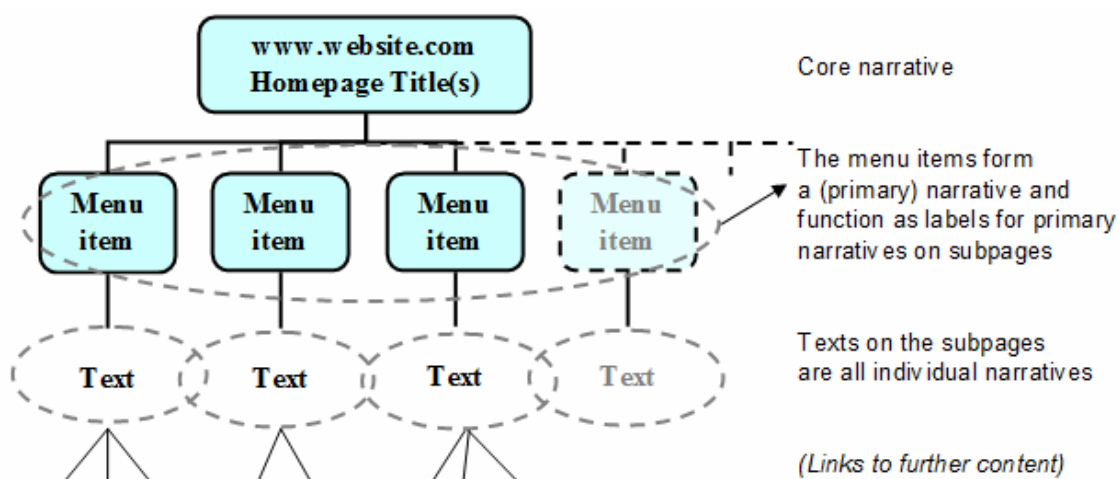 www.website.com
Homepage Title(s)
Core narrative
Menu
item
Menu
item
Menu
item
Menu
item
The menu items form
a (primary) narrative and
function as labels for primary
narratives on subpages
Text
Text
Text
Text
Texts on the subpages
are all individual narratives
(Links to further content)